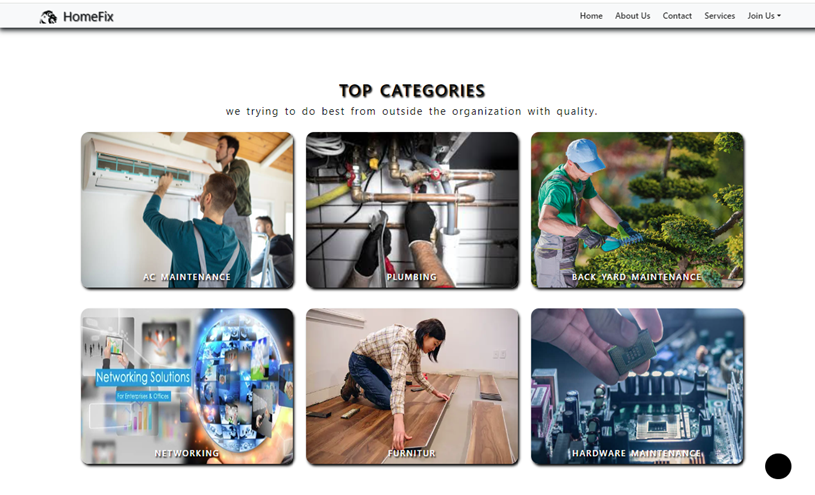 HomeFix
Home About Us Contact Services Join Us
TOP CATEGORIES
we trying to do best from outside the organization with quality.
AC MAINTENANCE
PLUMBING
BACK YARD MAINTENANCE
Networking Solutions
For Enterprises & Offices
NETWORKING
FURNITUR
HARDWARE MAINTENANCE